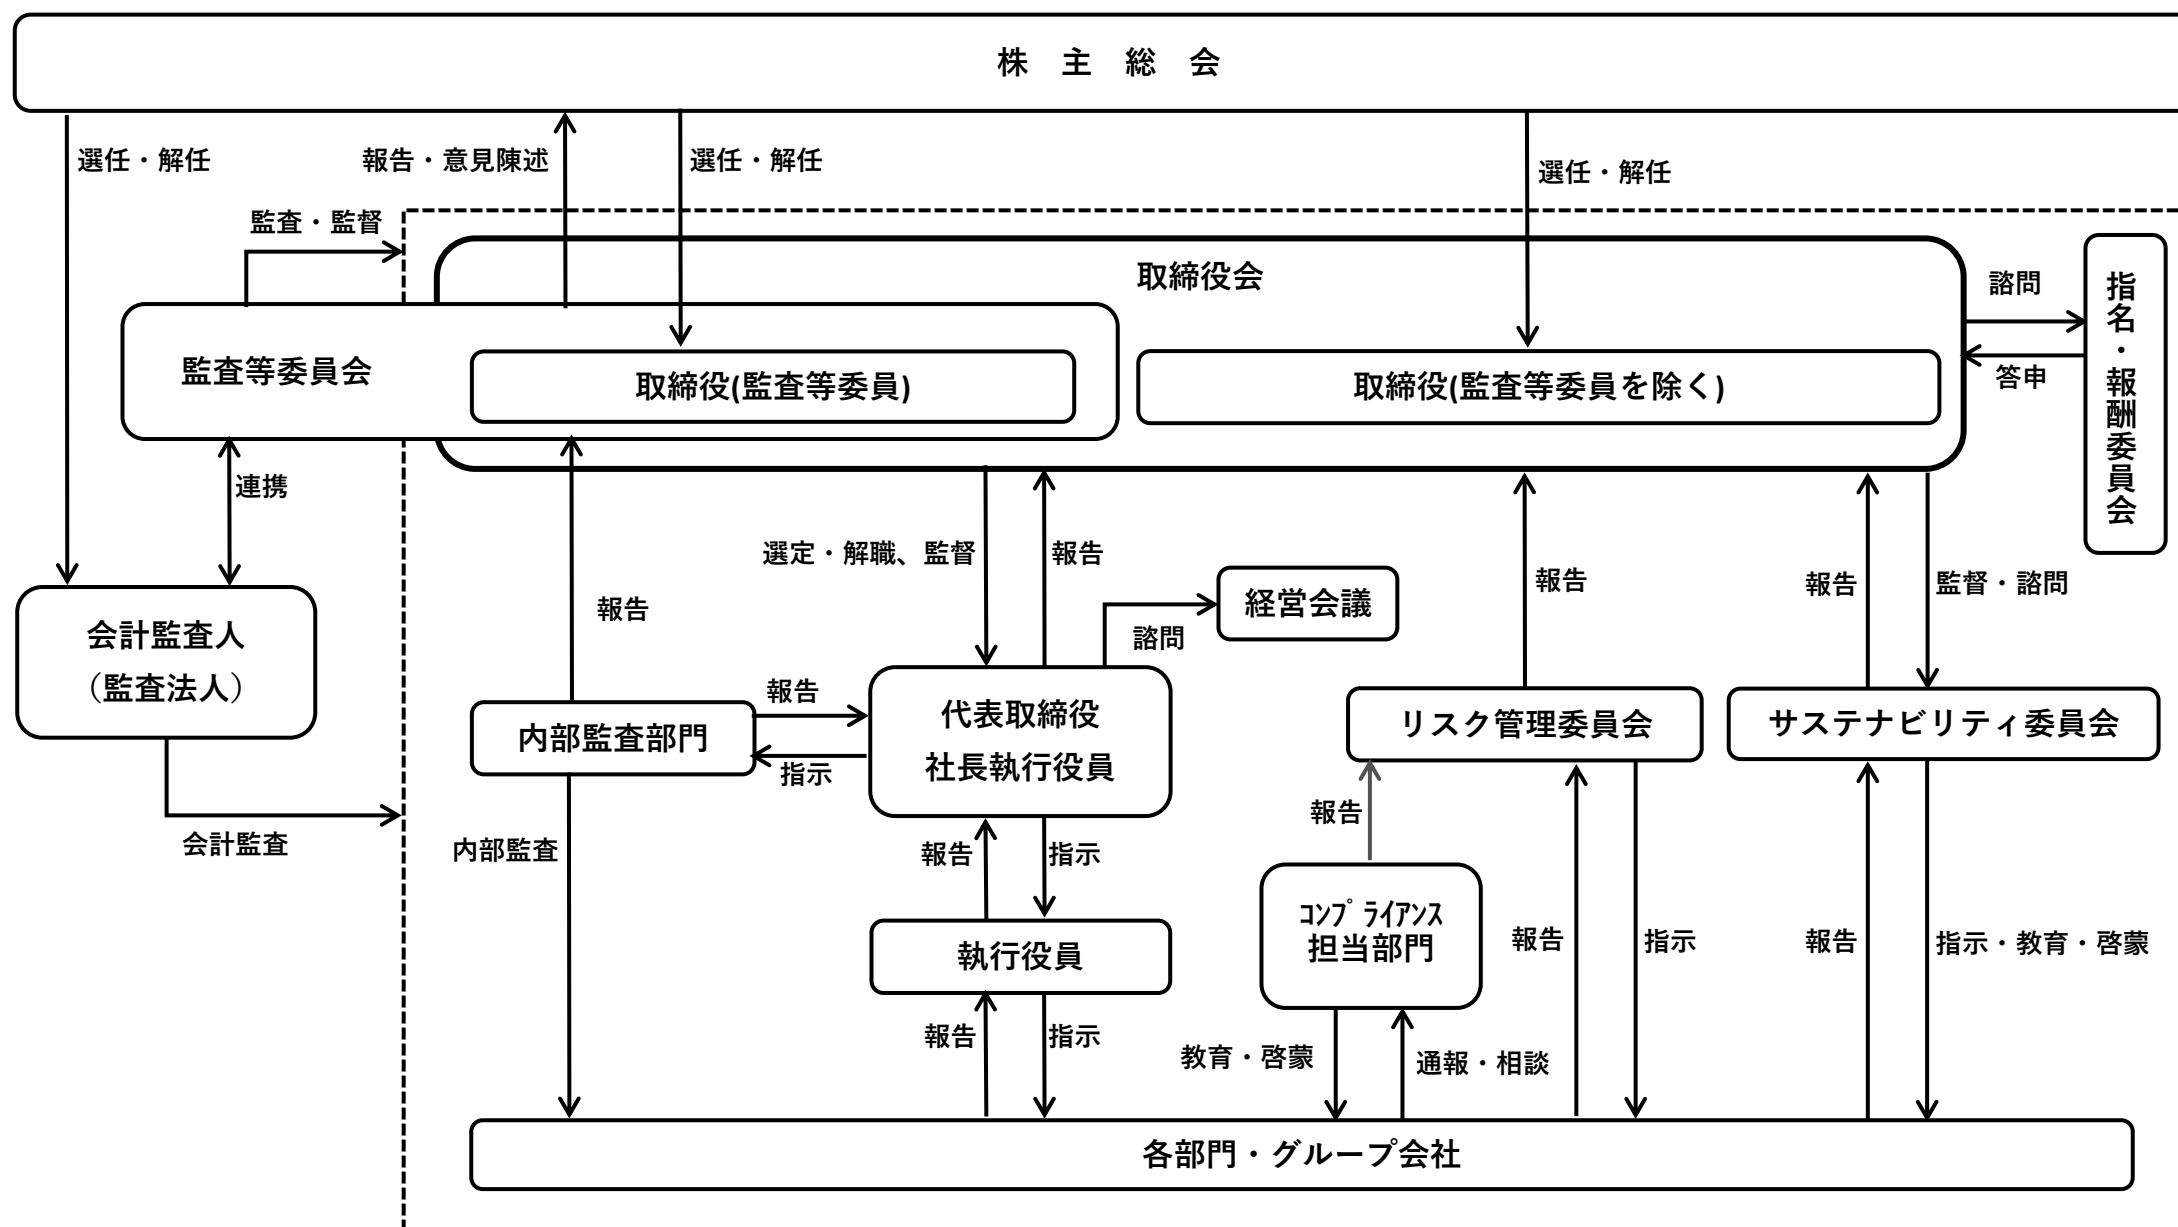 株 主 総 会
選任・解任
報告・意見陳述
選任・解任
選任・解任
監査・監督
取締役会
諮問
答申
指名・報酬委員会
監査等委員会
取締役(監査等委員)
取締役(監査等委員を除く)
連携
選定・解職、監督
報告
報告
報告
監督・諮問
報告
経営会議
諮問
会計監査人
（監査法人）
報告
指示
内部監査部門
代表取締役
社長執行役員
リスク管理委員会
サステナビリティ委員会
会計監査
内部監査
報告
指示
報告
執行役員
ｺﾝﾌﾟﾗｲｱﾝｽ
担当部門
報告
指示
報告
指示・教育・啓蒙
報告
指示
教育・啓蒙
通報・相談
各部門・グループ会社